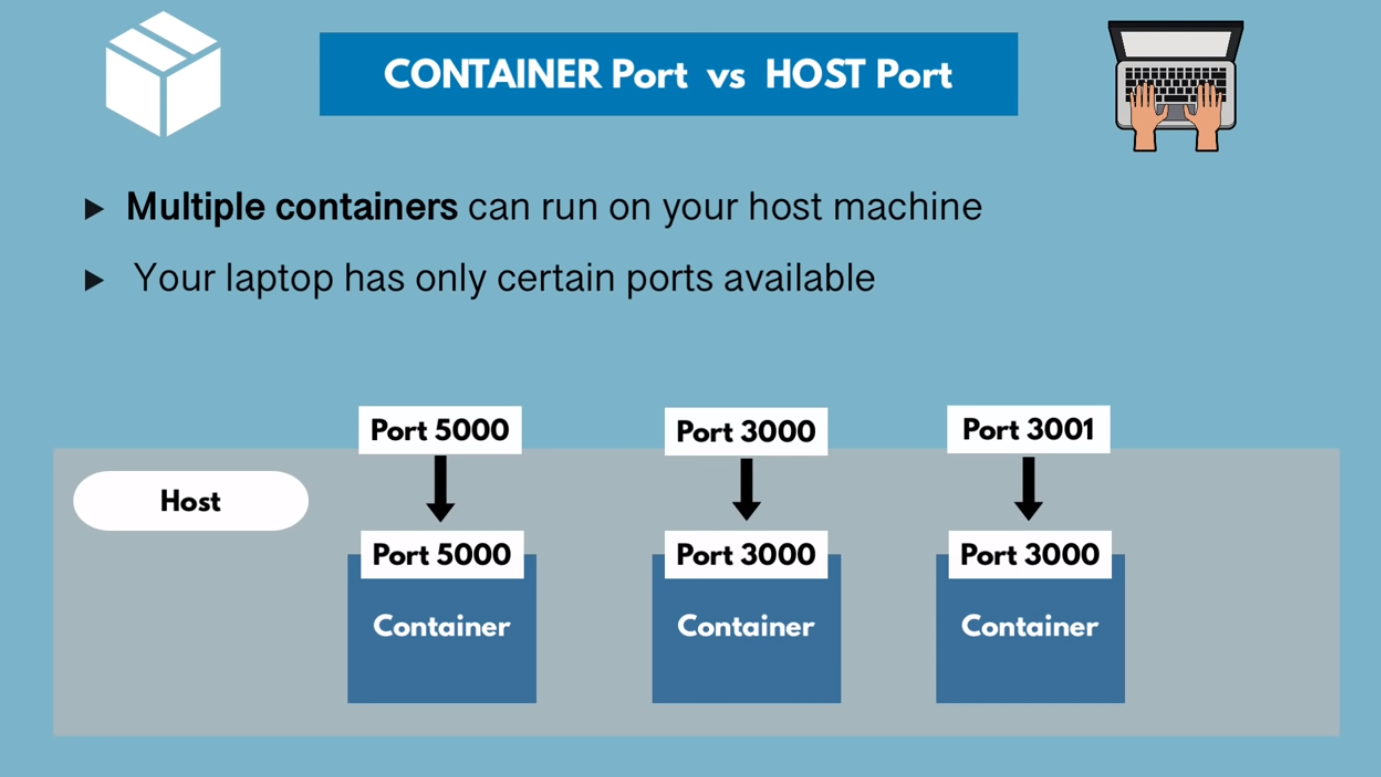 CONTAINER Port vs HOST Port
Multiple containers can run on your host machine
Your laptop has only certain ports available
Port 5000
Port 3000
Port 3001
Host
Port 5000
Port 3000
Port 3000
Container
Container
Container